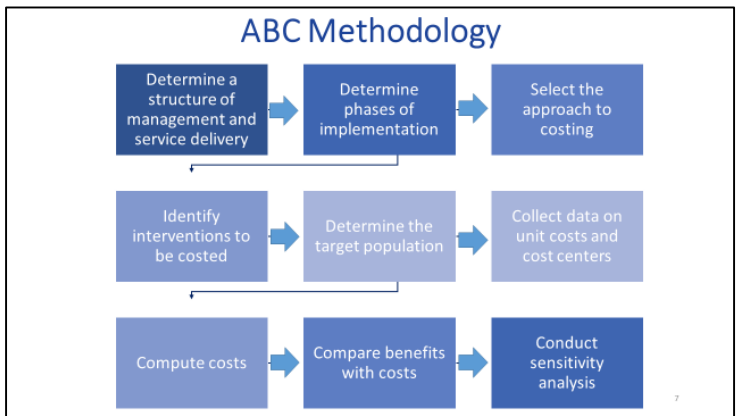 ABC Methodology
Determine a
structure of
management and
service delivery
Determine
phases of
implementation
Select the
approach to
costing
Identify
interventions to
be costed
Determine the
target population
Collect data on
unit costs and
cost centers
Compute costs
Compare benefits
with costs
Conduct
sensitivity
analysis
7